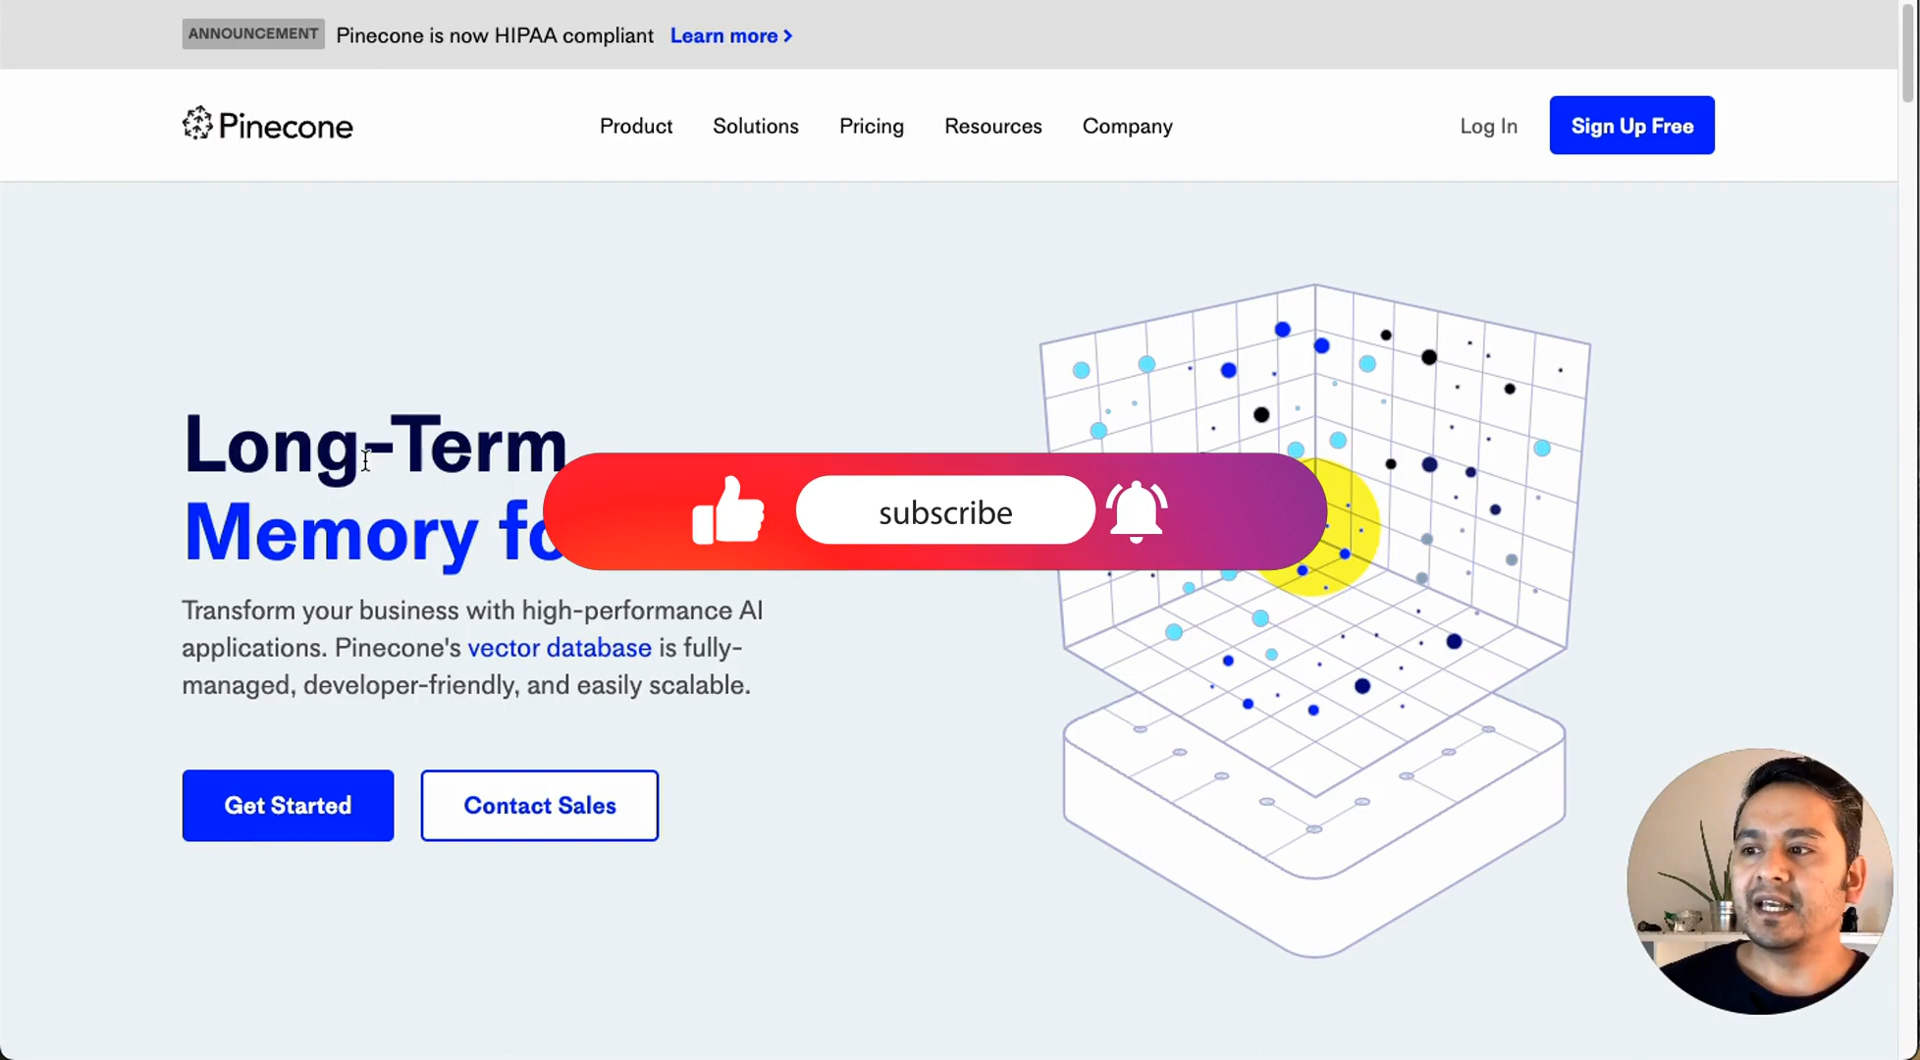 ANNOUNCEMENT Pinecone is now HIPAA compliant Learn more >
Pinecone Product Solutions Pricing Resources Company Log In Sign Up Free
Long-Term
Memory fo
subscribe
Transform your business with high-performance AI
applications. Pinecone's vector database is fully-
managed, developer-friendly, and easily scalable.
Get Started Contact Sales